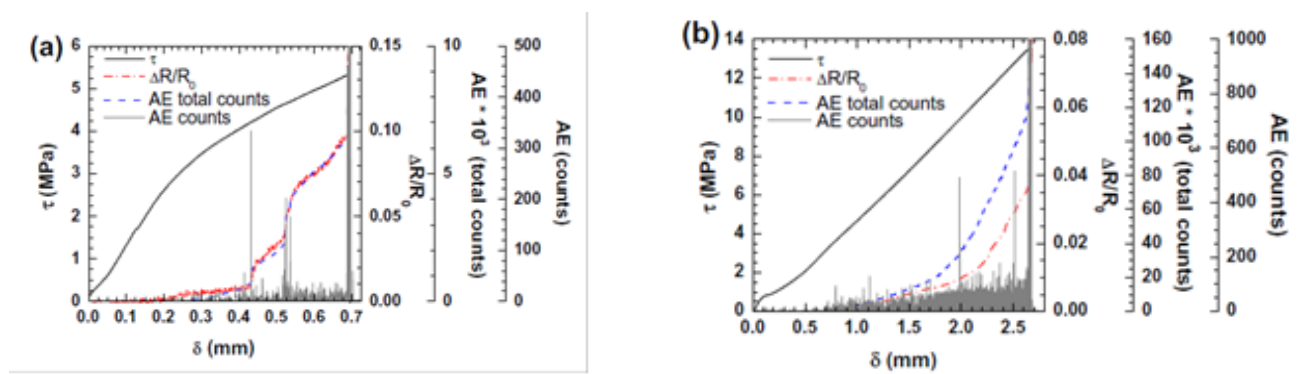 (a)
6
5
4
3
2
1
0
τ (MPa)
τ
ΔR/R0
AE total counts
AE counts
0.0 0.1 0.2 0.3 0.4 0.5 0.6 0.7
δ (mm)
0.15
0.10
0.05
0.00
ΔR/R0
10
5
0
AE * 10³ (total counts)
500
400
300
200
100
0
AE (counts)
(b)
14
12
10
8
6
4
2
0
τ (MPa)
τ
ΔR/R0
AE total counts
AE counts
0.0 0.5 1.0 1.5 2.0 2.5
δ (mm)
0.08
0.06
0.04
0.02
0.00
ΔR/R0
160
140
120
100
80
60
40
20
0
AE * 10³ (total counts)
1000
800
600
400
200
0
AE (counts)